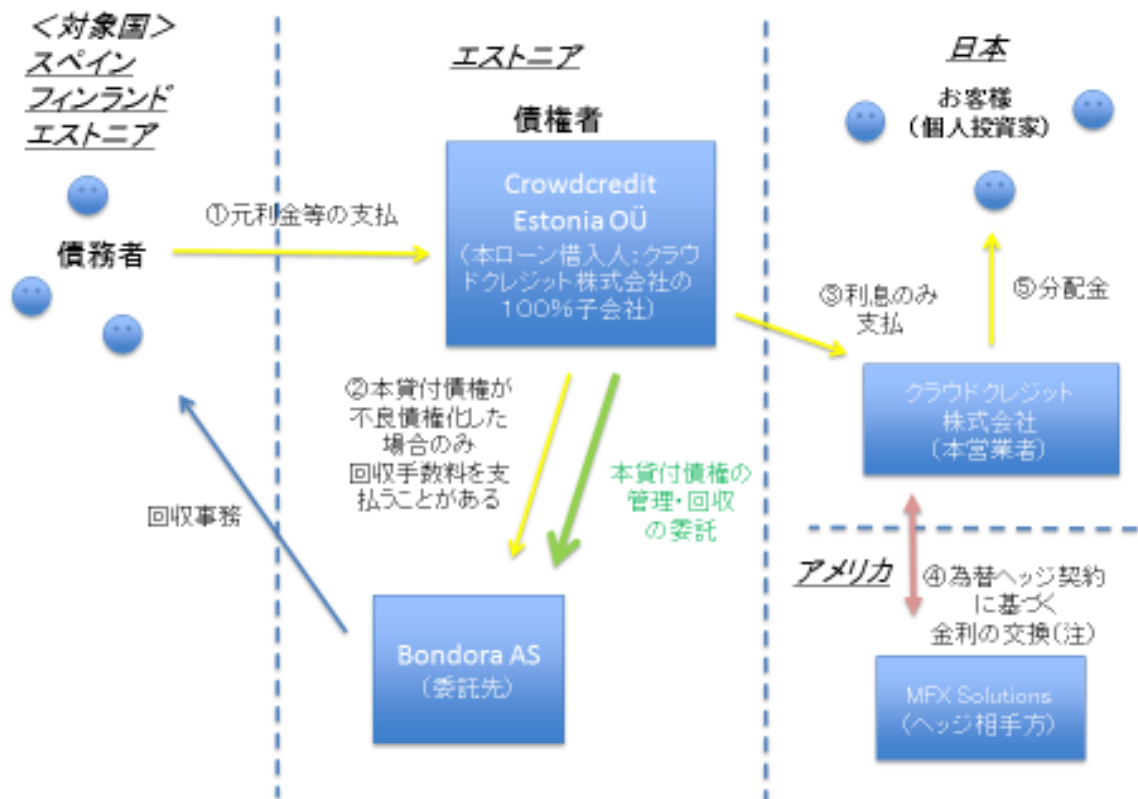 ＜対象国＞
スペイン
フィンランド
エストニア
債務者
①元利金等の支払
回収事務
エストニア
債権者
Crowdcredit
Estonia OÜ
（本ローン借入人：クラウ
ドクレジット株式会社の
１００％子会社）
②本貸付債権が
不良債権化した
場合のみ
回収手数料を支
払うことがある
本貸付債権の
管理・回収
の委託
Bondora AS
（委託先）
日本
お客様
（個人投資家）
③利息のみ
支払
⑤分配金
クラウドクレジット
株式会社
（本営業者）
アメリカ
④為替ヘッジ契約
に基づく
金利の交換（注）
MFX Solutions
（ヘッジ相手方）